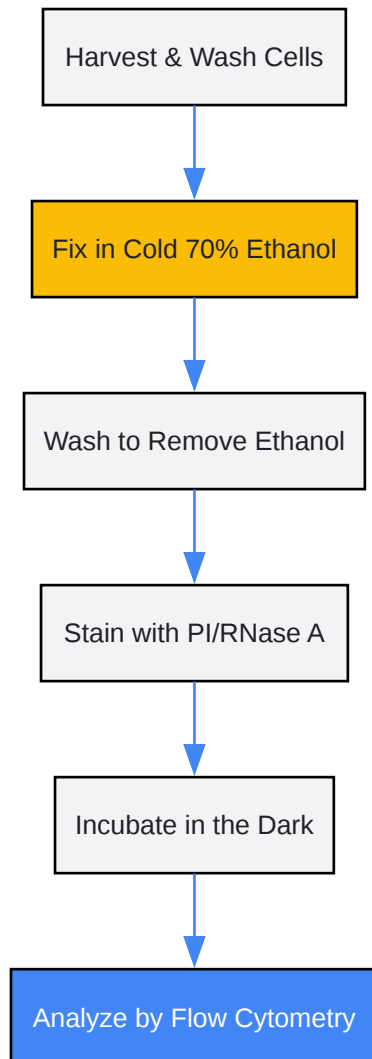 Harvest & Wash Cells
Fix in Cold 70% Ethanol
Wash to Remove Ethanol
Stain with PI/RNase A
Incubate in the Dark
Analyze by Flow Cytometry